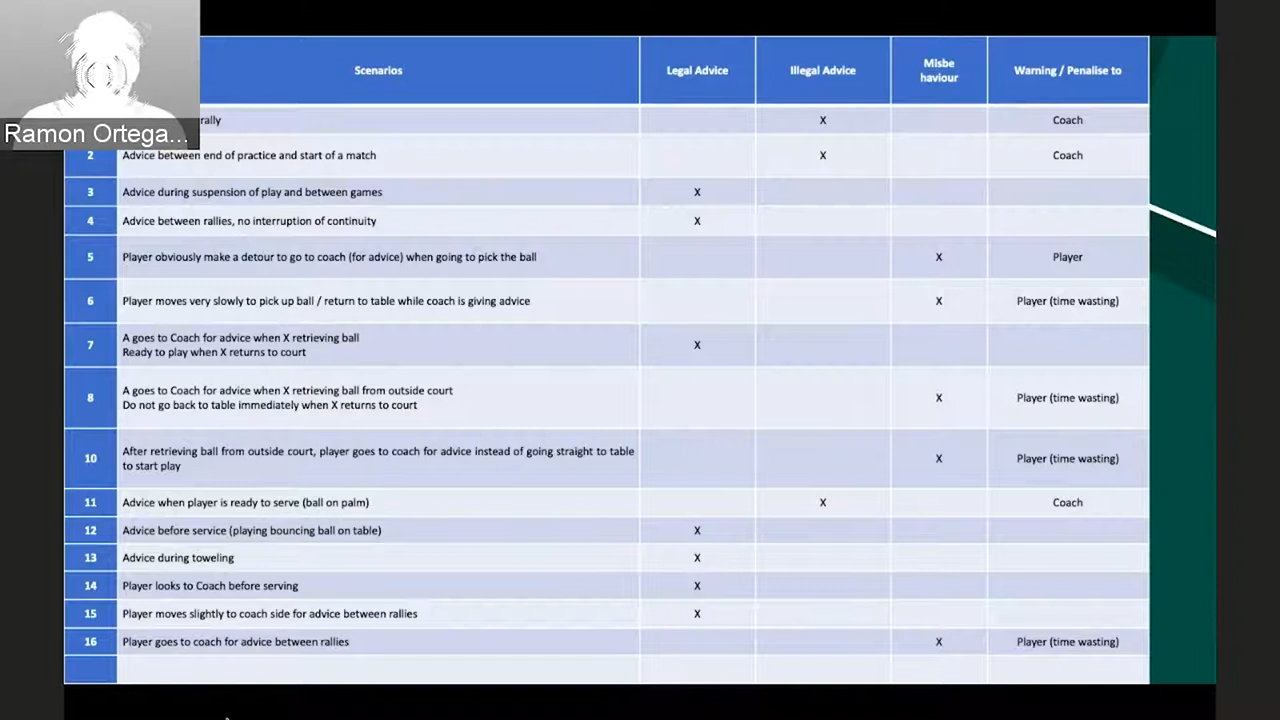 Ramon Ortega...
Scenarios Legal Advice Illegal Advice Misbe
haviour Warning / Penalise to
rally X Coach
2 Advice between end of practice and start of a match X Coach
3 Advice during suspension of play and between games X
4 Advice between rallies, no interruption of continuity X
5 Player obviously make a detour to go to coach (for advice) when going to pick the ball X Player
6 Player moves very slowly to pick up ball / return to table while coach is giving advice X Player (time wasting)
7 A goes to Coach for advice when X retrieving ball
Ready to play when X returns to court X
8 A goes to Coach for advice when X retrieving ball from outside court
Do not go back to table immediately when X returns to court X Player (time wasting)
10 After retrieving ball from outside court, player goes to coach for advice instead of going straight to table
to start play X Player (time wasting)
11 Advice when player is ready to serve (ball on palm) X Coach
12 Advice before service (playing bouncing ball on table) X
13 Advice during toweling X
14 Player looks to Coach before serving X
15 Player moves slightly to coach side for advice between rallies X
16 Player goes to coach for advice between rallies X Player (time wasting)